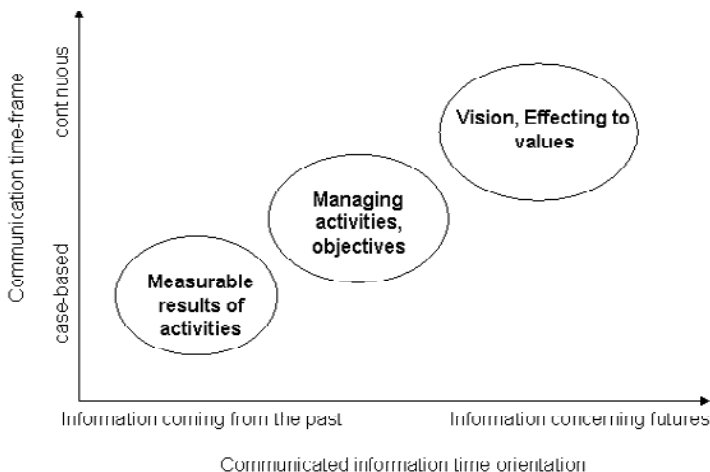 Communication time-frame
continuous
case-based
Vision, Effecting to
values
Managing
activities,
objectives
Measurable
results of
activities
Information coming from the past
Information concerning futures
Communicated information time orientation